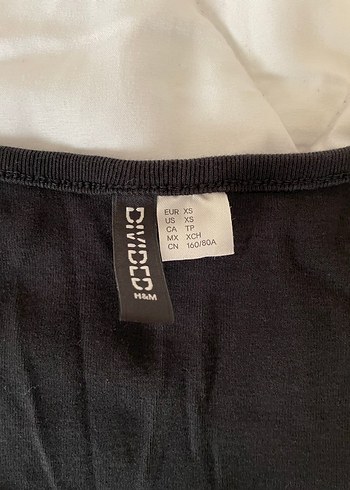 DIVIDED
H&M
EUR XS
US XS
CA TP
MX XCH
CN 160/80A